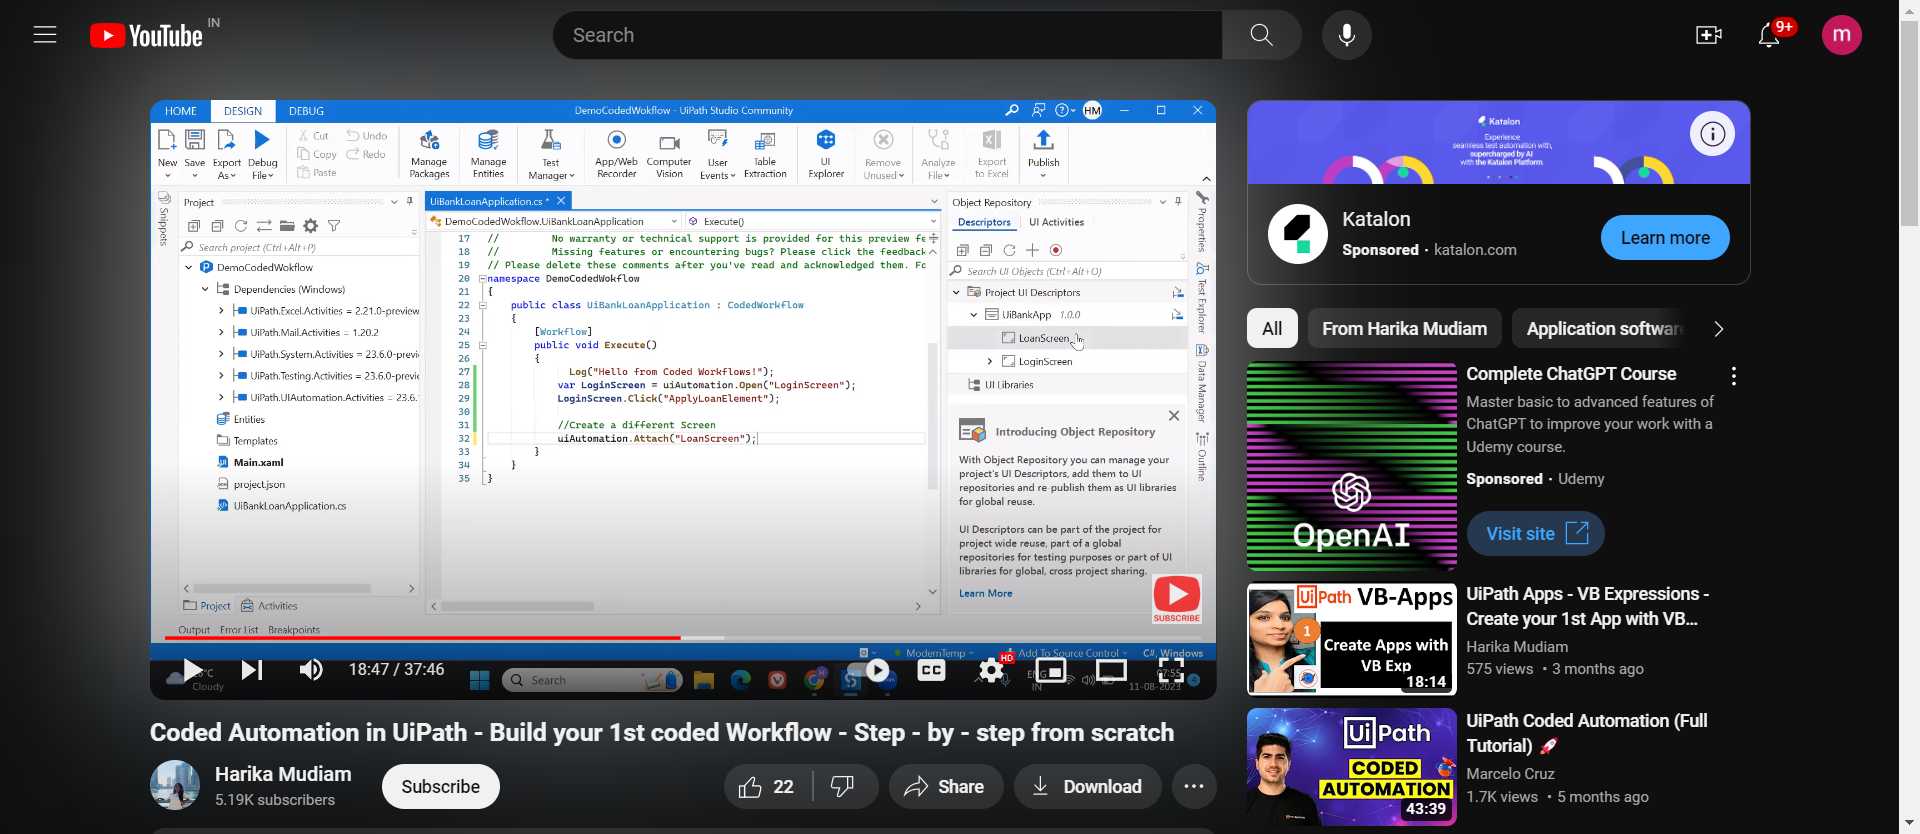 YouTube IN
Search
9+
m
HOME DESIGN DEBUG
DemoCodedWokflow - UiPath Studio Community
HM
New Save Export As Debug File
Cut Undo
Copy Redo
Paste
Manage Packages
Manage Entities
Test Manager
App/Web Recorder
Computer Vision
User Events
Table Extraction
UI Explorer
Remove Unused
Analyze File
Export to Excel
Publish
Snippets
Project
Search project (Ctrl+Alt+P)
DemoCodedWokflow
Dependencies (Windows)
UiPath.Excel.Activities = 2.21.0-preview
UiPath.Mail.Activities = 1.20.2
UiPath.System.Activities = 23.6.0-previ
UiPath.Testing.Activities = 23.6.0-previe
UiPath.UIAutomation.Activities = 23.6.
Entities
Templates
Main.xaml
project.json
UiBankLoanApplication.cs
Project Activities
Output Error List Breakpoints
UiBankLoanApplication.cs *
DemoCodedWokflow.UiBankLoanApplication Execute()
17 // No warranty or technical support is provided for this preview fe
18 // Missing features or encountering bugs? Please click the feedback
19 // Please delete these comments after you've read and acknowledged them. Fo
20 namespace DemoCodedWokflow
21 {
22 public class UiBankLoanApplication : CodedWorkflow
23 {
24 [Workflow]
25 public void Execute()
26 {
27 Log("Hello from Coded Workflows!");
28 var LoginScreen = uiAutomation.Open("LoginScreen");
29 LoginScreen.Click("ApplyLoanElement");
30
31 //Create a different Screen
32 uiAutomation.Attach("LoanScreen");
33 }
34 }
35 }
Object Repository
Descriptors UI Activities
Search UI Objects (Ctrl+Alt+O)
Project UI Descriptors
UiBankApp 1.0.0
LoanScreen
LoginScreen
UI Libraries
Introducing Object Repository
With Object Repository you can manage your
project's UI Descriptors, add them to UI
repositories and re publish them as UI libraries
for global reuse.
UI Descriptors can be part of the project for
project wide reuse, part of a global
repositories for testing purposes or part of UI
libraries for global, cross project sharing.
Learn More
SUBSCRIBE
Properties
Test Explorer
Data Manager
Outline
ModernTemp Add To Source Control C#, Windows
18:47 / 37:46
Cloudy
Search
CC
HD
ENG
IN
07:55
11-08-2023
Coded Automation in UiPath - Build your 1st coded Workflow - Step - by - step from scratch
Harika Mudiam
5.19K subscribers
Subscribe
22
Share
Download
Katalon
Experience
seamless test automation with,
supercharged by AI
with the Katalon Platform.
Katalon
Sponsored · katalon.com
Learn more
All From Harika Mudiam Application softwar
OpenAI
Complete ChatGPT Course
Master basic to advanced features of
ChatGPT to improve your work with a
Udemy course.
Sponsored · Udemy
Visit site
UiPath VB-Apps
1
Create Apps with
VB Exp
18:14
UiPath Apps - VB Expressions -
Create your 1st App with VB...
Harika Mudiam
575 views • 3 months ago
UiPath
CODED
AUTOMATION
43:39
UiPath Coded Automation (Full
Tutorial) 🚀
Marcelo Cruz
1.7K views • 5 months ago